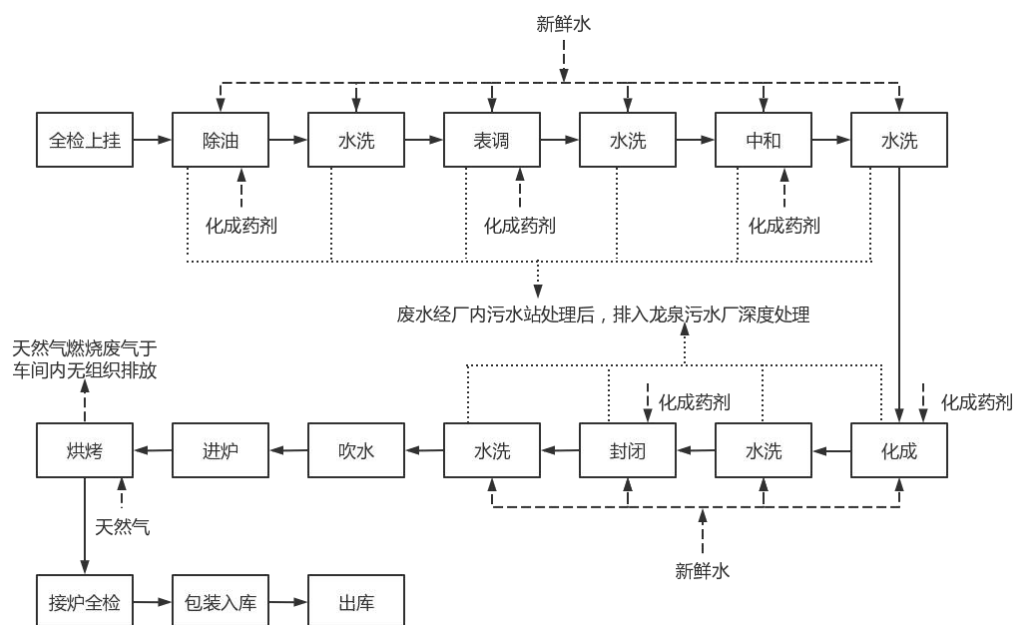 新鲜水
全检上挂
除油
水洗
表调
水洗
中和
水洗
化成药剂
化成药剂
化成药剂
废水经厂内污水站处理后，排入龙泉污水厂深度处理
天然气燃烧废气于
车间内无组织排放
化成药剂
化成药剂
烘烤
进炉
吹水
水洗
封闭
水洗
化成
天然气
新鲜水
接炉全检
包装入库
出库